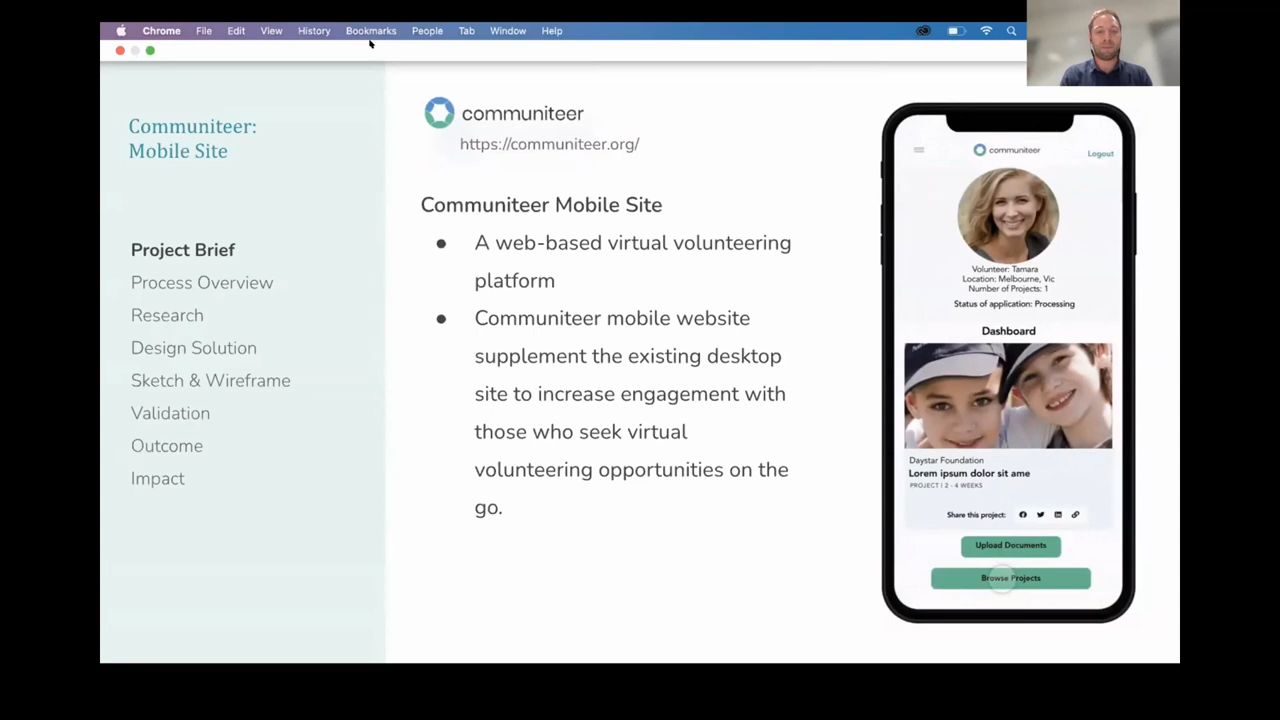 Chrome File Edit View History Bookmarks People Tab Window Help
Communiteer:
Mobile Site
Project Brief
Process Overview
Research
Design Solution
Sketch & Wireframe
Validation
Outcome
Impact
communiteer
https://communiteer.org/
Communiteer Mobile Site
● A web-based virtual volunteering
platform
● Communiteer mobile website
supplement the existing desktop
site to increase engagement with
those who seek virtual
volunteering opportunities on the
go.
communiteer
Logout
Volunteer: Tamara
Location: Melbourne, Vic
Number of Projects: 1
Status of application: Processing
Dashboard
Daystar Foundation
Lorem ipsum dolor sit ame
PROJECT | 2 - 4 WEEKS
Share this project:
Upload Documents
Browse Projects